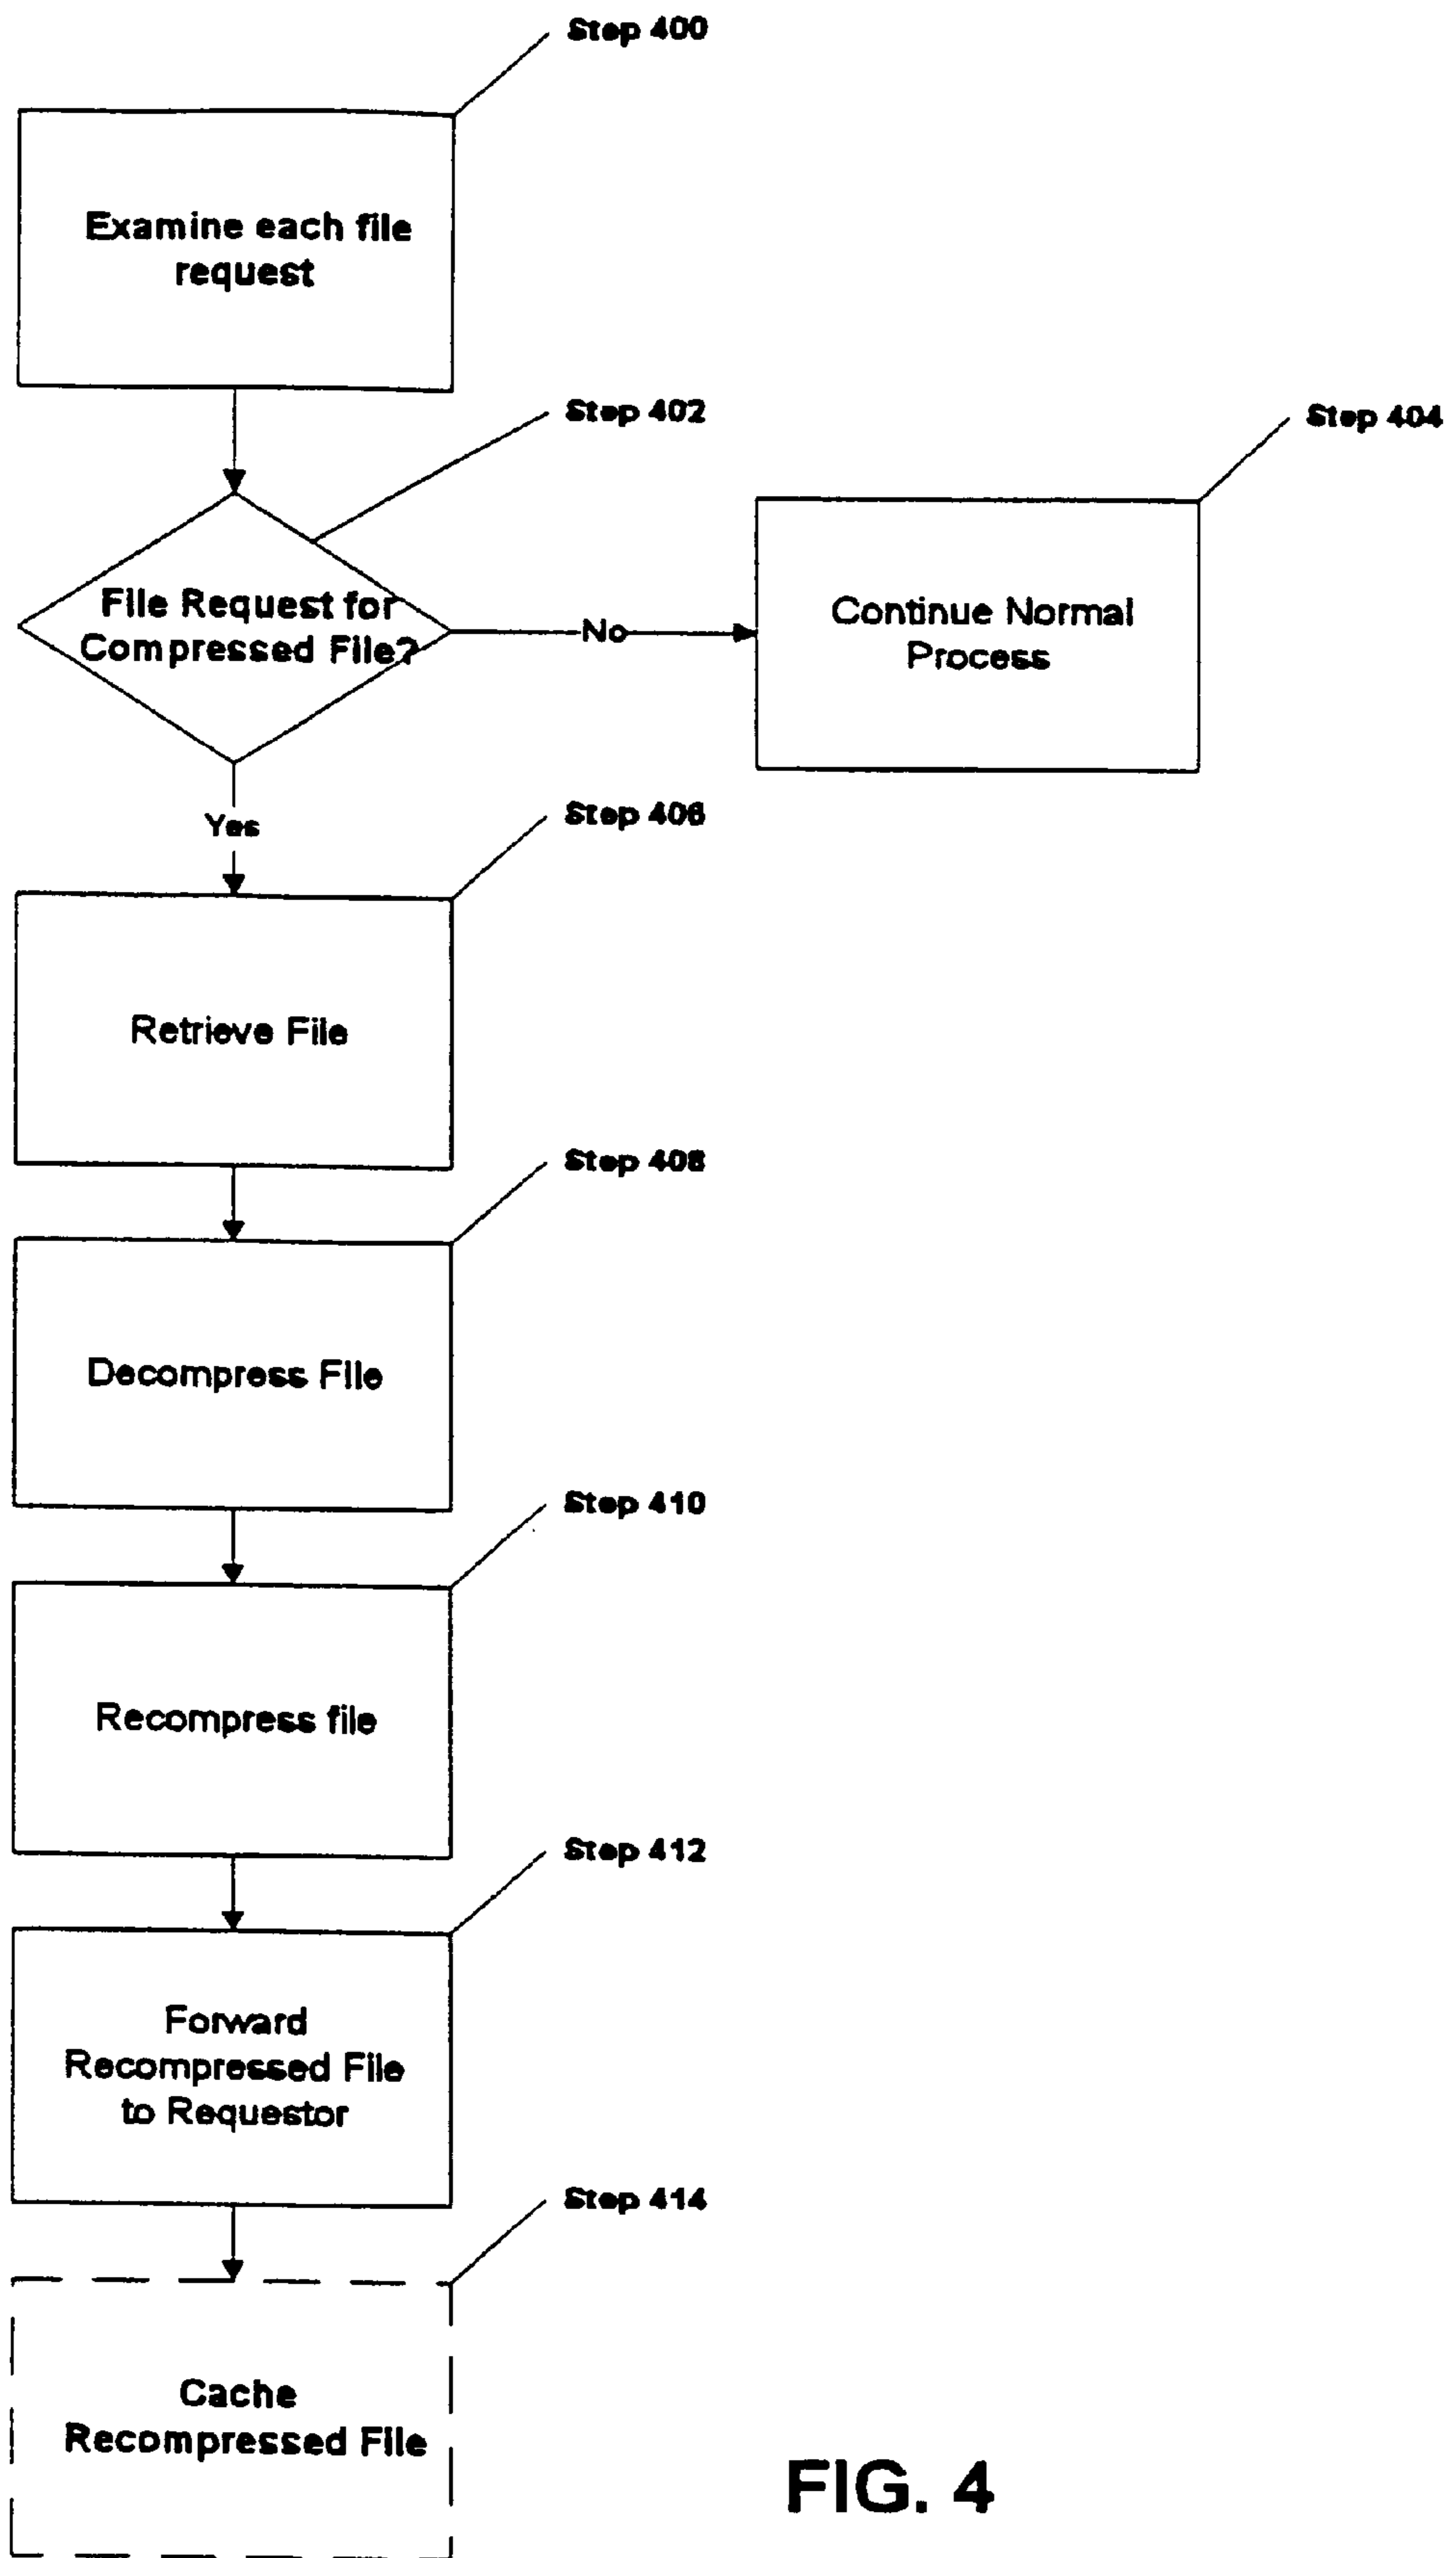 Step 400
Examine each file
request
Step 402
Step 404
File Request for
Compressed File?
No
Continue Normal
Process
Yes
Step 406
Retrieve File
Step 408
Decompress File
Step 410
Recompress file
Step 412
Forward
Recompressed File
to Requestor
Step 414
Cache
Recompressed File
FIG. 4